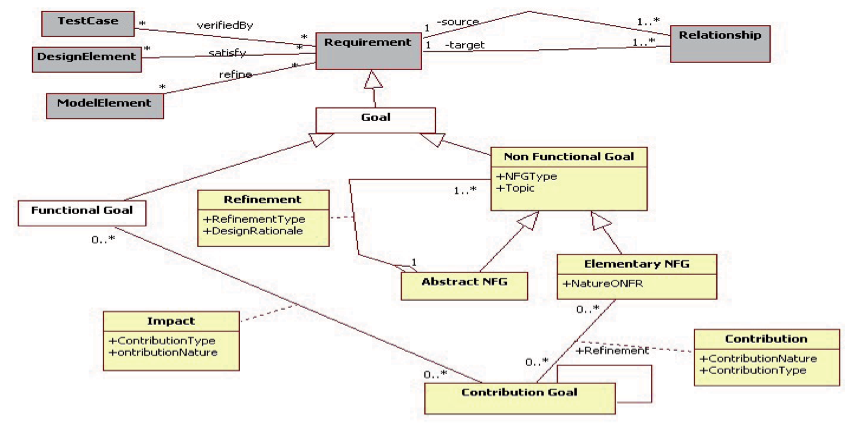 TestCase
*
verifiedBy
*
Requirement
1
-source
1..*
Relationship
DesignElement
*
satisfy
*
1
-target
1..*
refine
*
*
ModelElement
Goal
Non Functional Goal
+NFGType
+Topic
1..*
Refinement
+RefinementType
+DesignRationale
Functional Goal
0..*
1
Abstract NFG
Elementary NFG
+NatureONFR
0..*
Impact
+ContributionType
+ontributionNature
Contribution
+ContributionNature
+ContributionType
+Refinement
0..*
0..*
Contribution Goal